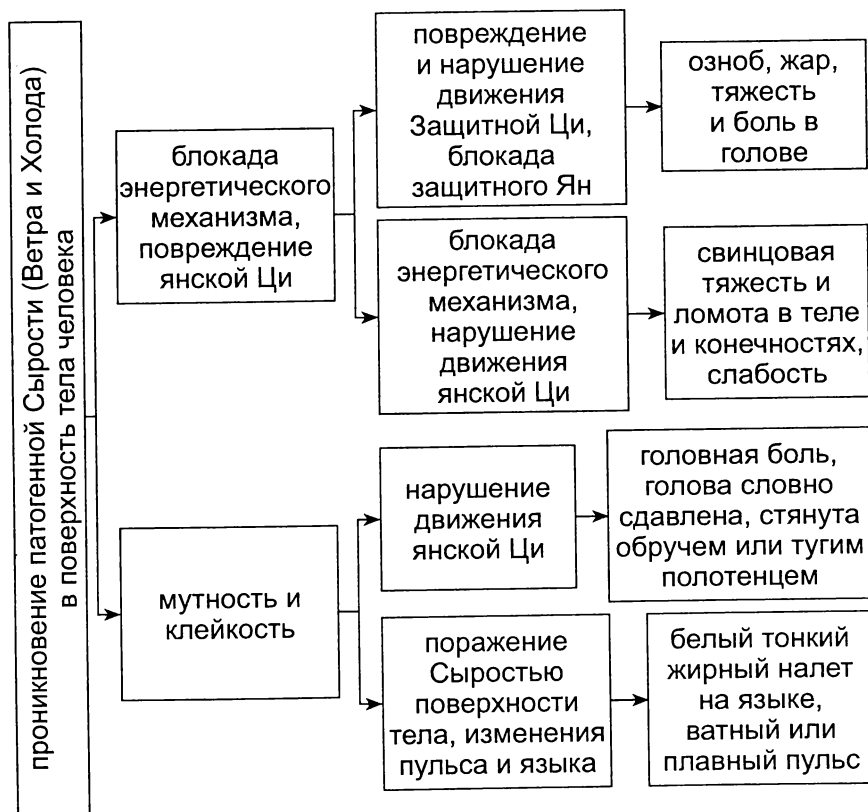 проникновение патогенной Сырости (Ветра и Холода)
в поверхность тела человека
блокада
энергетического
механизма,
повреждение
янской Ци
повреждение
и нарушение
движения
Защитной Ци,
блокада
защитного Ян
озноб, жар,
тяжесть
и боль в
голове
блокада
энергетического
механизма,
нарушение
движения
янской Ци
свинцовая
тяжесть и
ломота в теле
и конечностях,
слабость
мутность и
клейкость
нарушение
движения
янской Ци
головная боль,
голова словно
сдавлена, стянута
обручем или тугим
полотенцем
поражение
Сыростью
поверхности
тела, изменения
пульса и языка
белый тонкий
жирный налет
на языке,
ватный или
плавный пульс